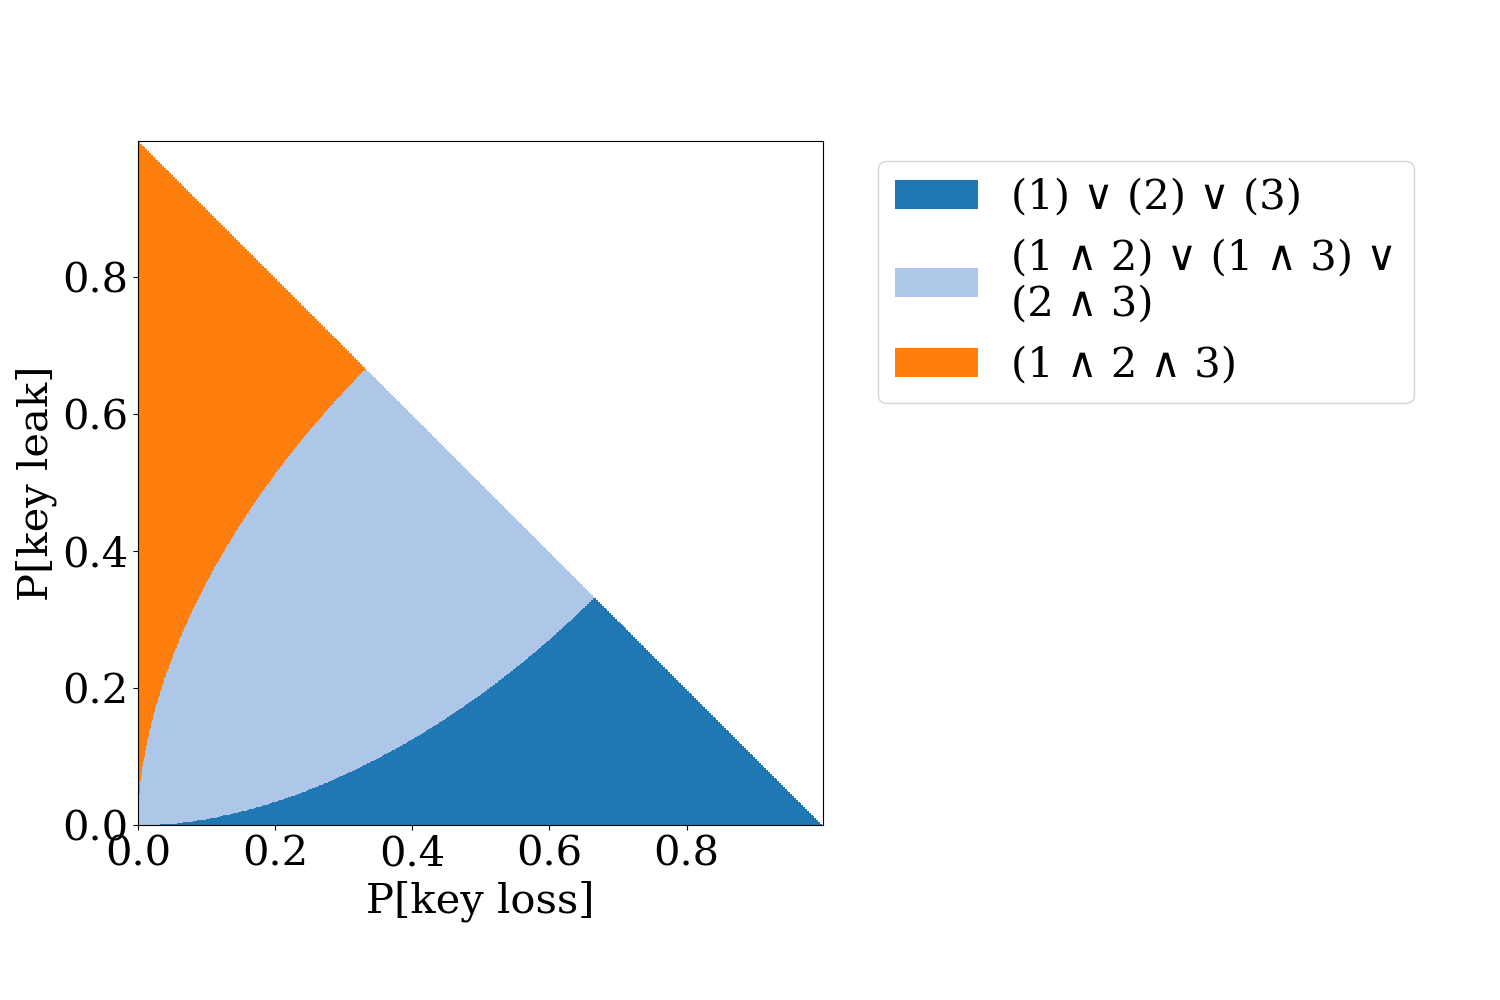 P[key leak]
0.8
0.6
0.4
0.2
0.0
0.0 0.2 0.4 0.6 0.8
P[key loss]
(1) ∨ (2) ∨ (3)
(1 ∧ 2) ∨ (1 ∧ 3) ∨
(2 ∧ 3)
(1 ∧ 2 ∧ 3)